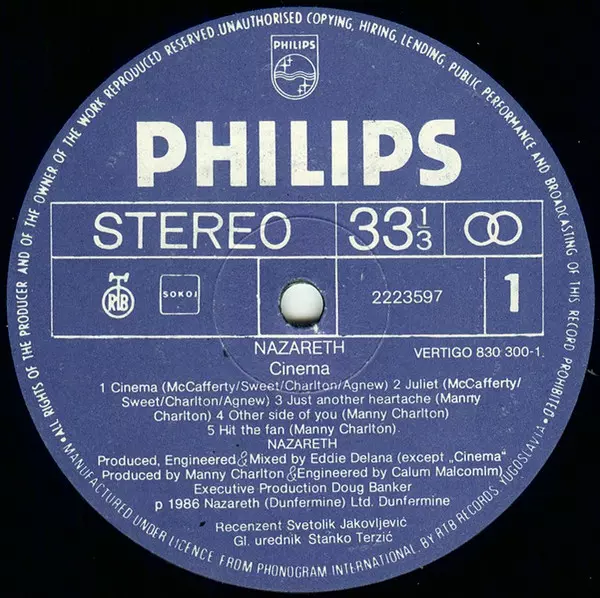 ALL RIGHTS OF THE PRODUCER AND OF THE OWNER OF THE WORK REPRODUCED RESERVED. UNAUTHORISED COPYING, HIRING, LENDING, PUBLIC PERFORMANCE AND BROADCASTING OF THIS RECORD PROHIBITED •
PHILIPS
PHILIPS
STEREO
33 1/3
RTB
SOKOJ
2223597
1
NAZARETH
VERTIGO 830 300-1
Cinema
1 Cinema (McCafferty/Sweet/Charlton/Agnew) 2 Juliet (McCafferty/
Sweet/Charlton/Agnew) 3 Just another heartache (Manny
Charlton) 4 Other side of you (Manny Charlton)
5 Hit the fan (Manny Charlton)
NAZARETH
Produced, Engineered & Mixed by Eddie Delana (except „Cinema“
Produced by Manny Charlton & Engineered by Calum Malcomlm)
Executive Production Doug Banker
p 1986 Nazareth (Dunfermine) Ltd. Dunfermine
Recenzent Svetolik Jakovljević
Gl. urednik Stanko Terzić
• MANUFACTURED UNDER LICENCE FROM PHONOGRAM INTERNATIONAL BY RTB RECORDS, YUGOSLAVIA •